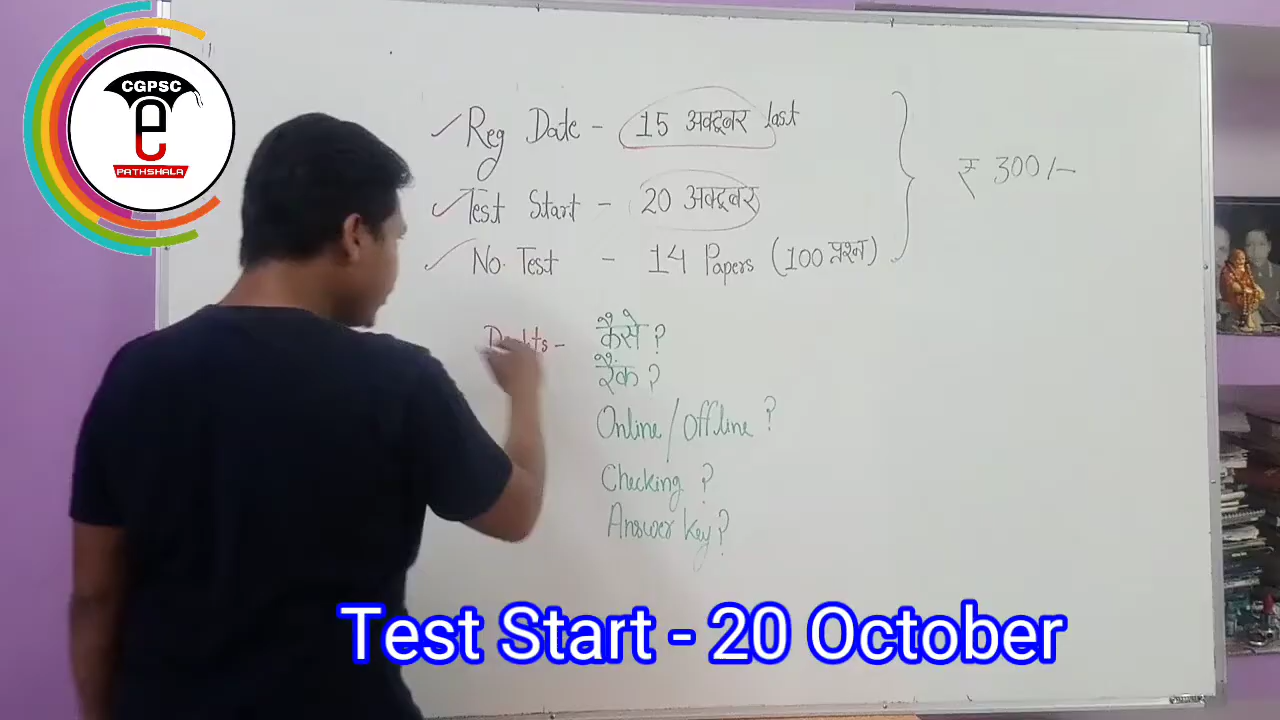 CGPSC
e
PATHSHALA
✓ Reg Date - 15 अक्टूबर last
✓ Test Start - 20 अक्टूबर
✓ No. Test - 14 Papers (100 प्रश्न)
₹ 300/-
Doubts - कैसे ?
रैंक ?
Online/Offline ?
Checking ?
Answer key ?
Test Start - 20 October